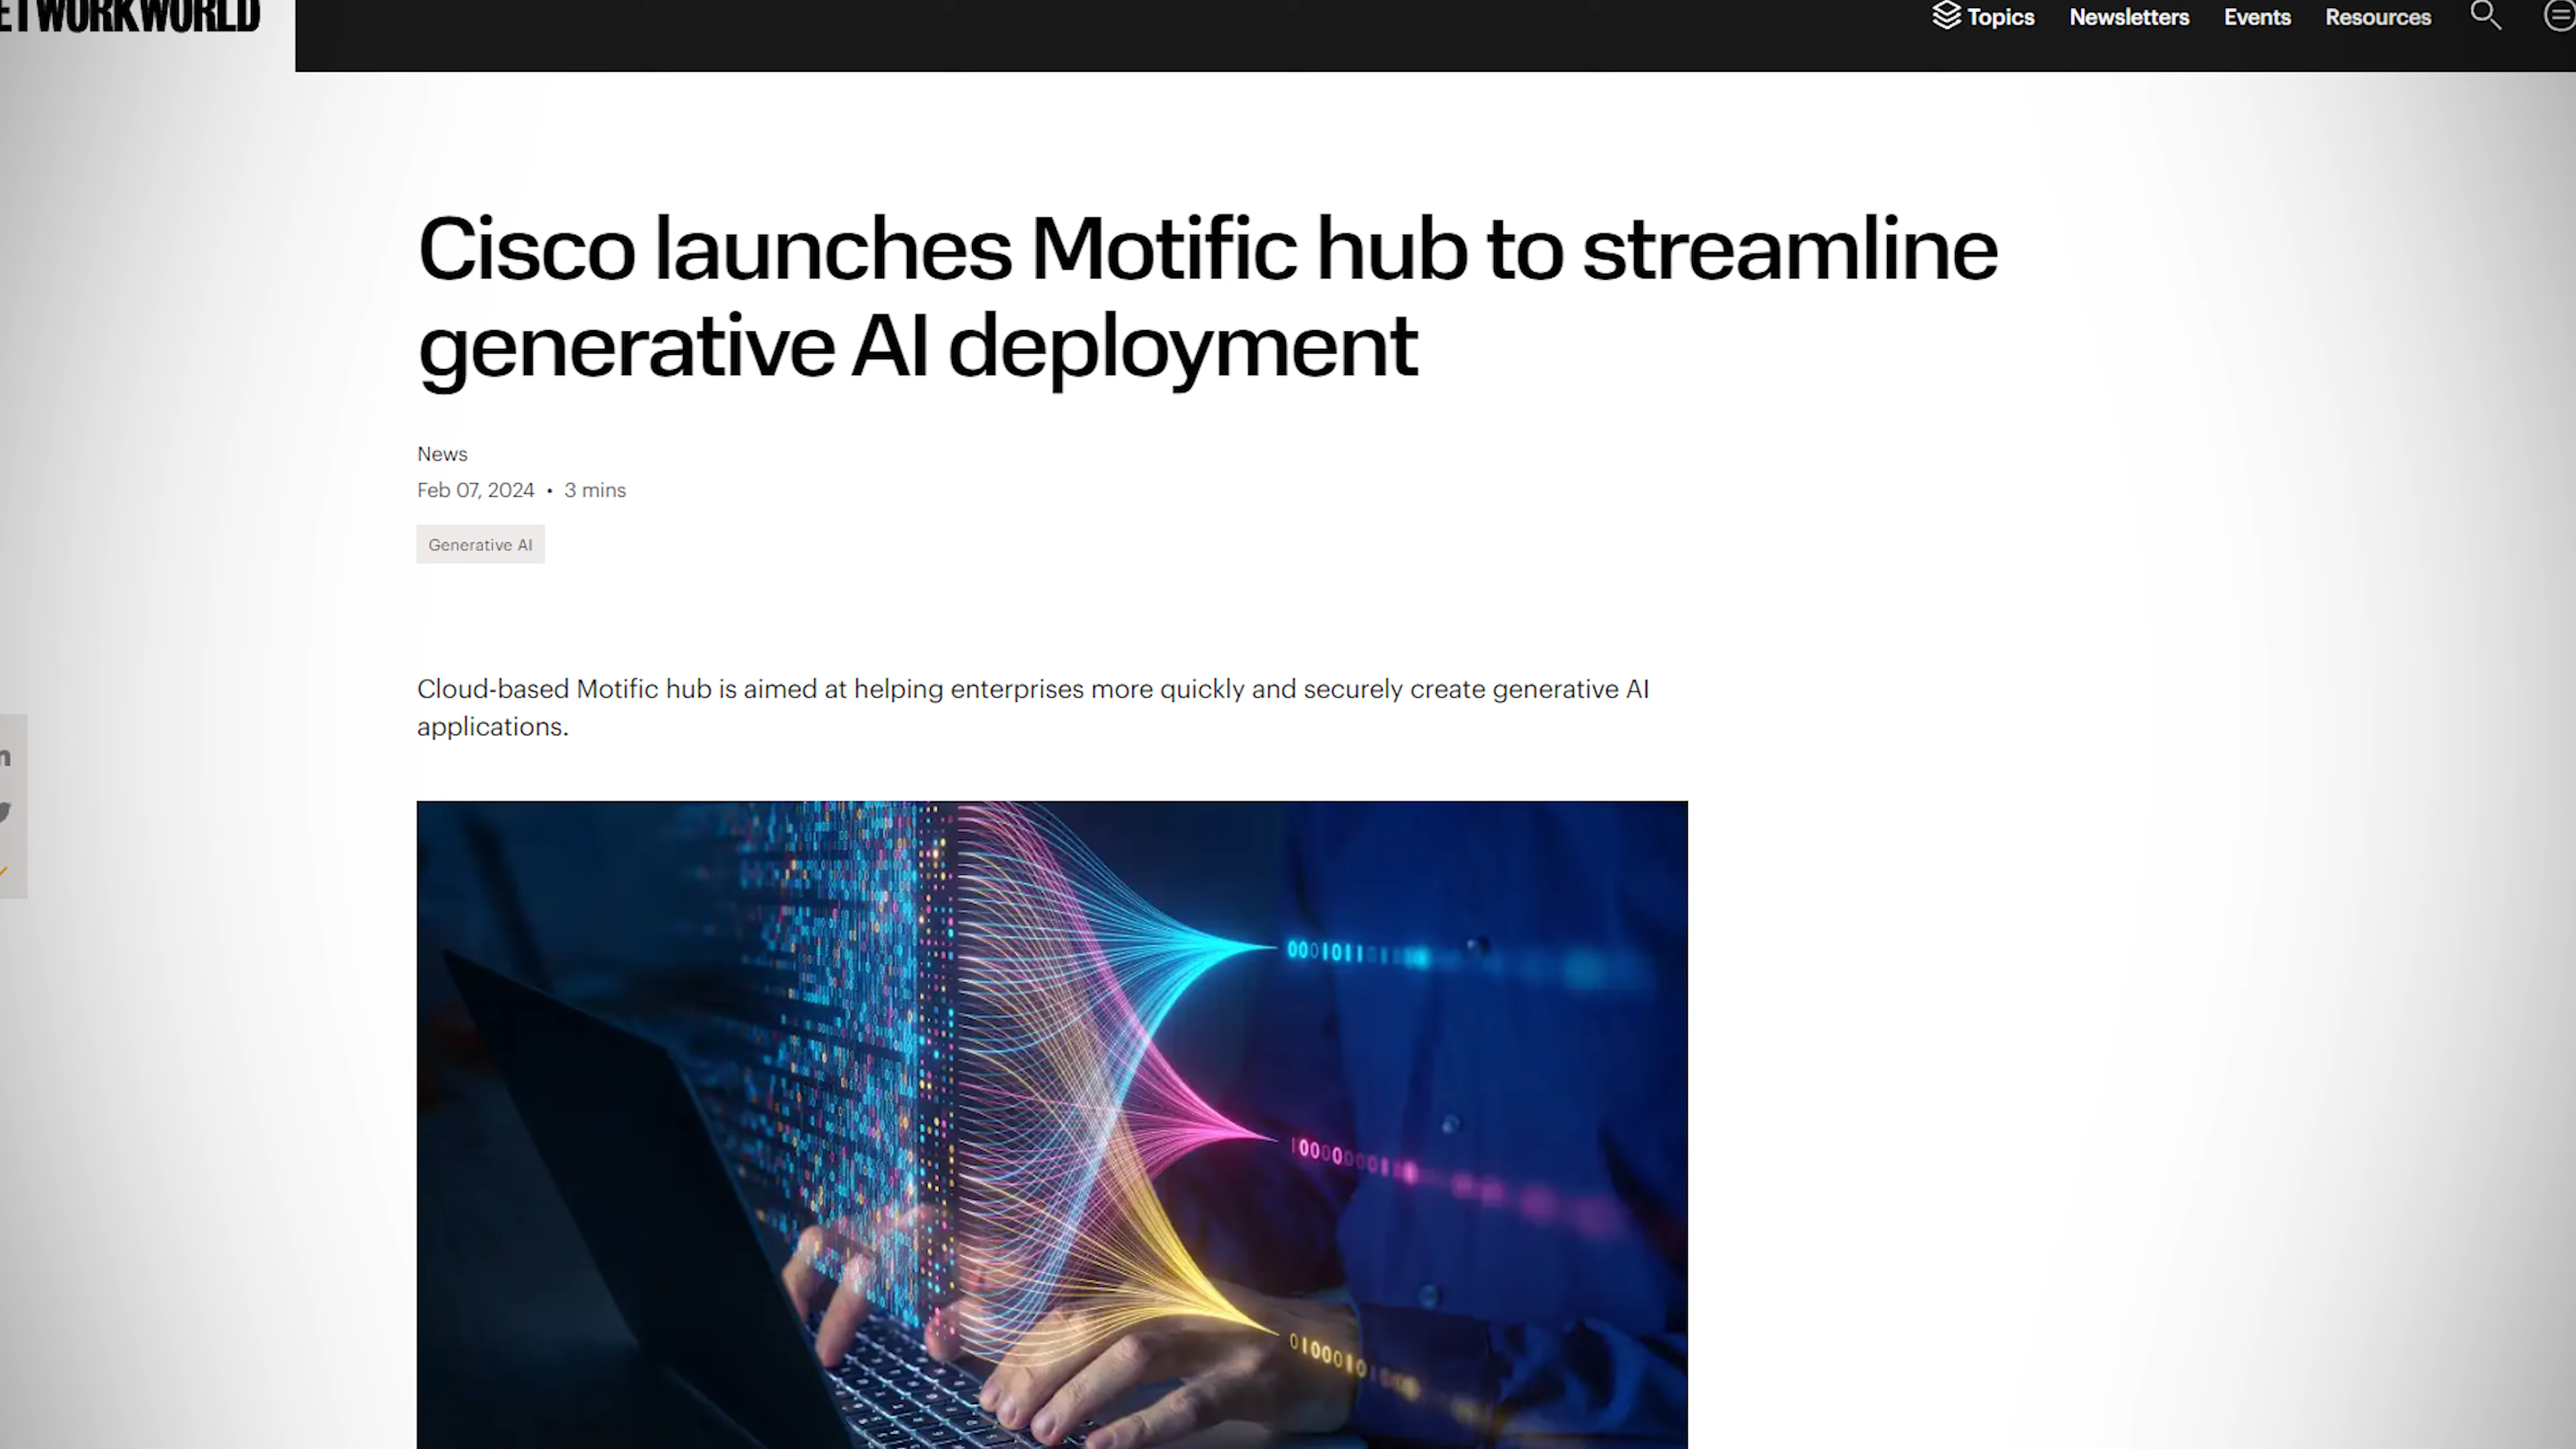 ETWORKWORLD
Topics Newsletters Events Resources
Cisco launches Motific hub to streamline
generative AI deployment
News
Feb 07, 2024 • 3 mins
Generative AI
Cloud-based Motific hub is aimed at helping enterprises more quickly and securely create generative AI
applications.